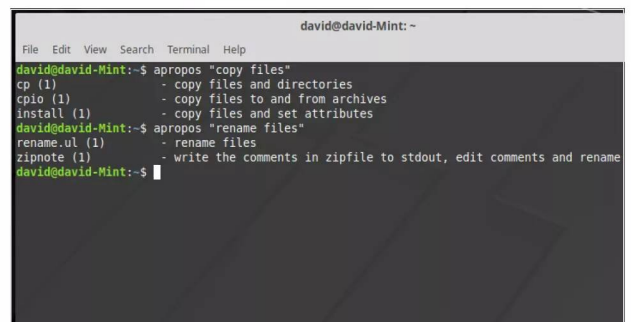 david@david-Mint: ~
File Edit View Search Terminal Help
david@david-Mint:~$ apropos "copy files"
cp (1) - copy files and directories
cpio (1) - copy files to and from archives
install (1) - copy files and set attributes
david@david-Mint:~$ apropos "rename files"
rename.ul (1) - rename files
zipnote (1) - write the comments in zipfile to stdout, edit comments and rename
david@david-Mint:~$